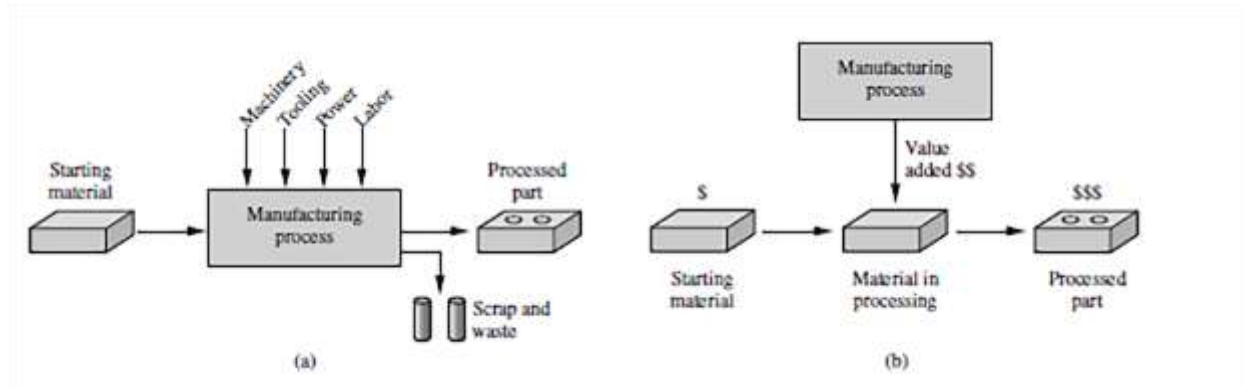 Machinery
Tooling
Power
Labor
Starting
material
Manufacturing
process
Processed
part
Scrap and
waste
(a)
Manufacturing
process
Value
added $$
$
$$$
Starting
material
Material in
processing
Processed
part
(b)